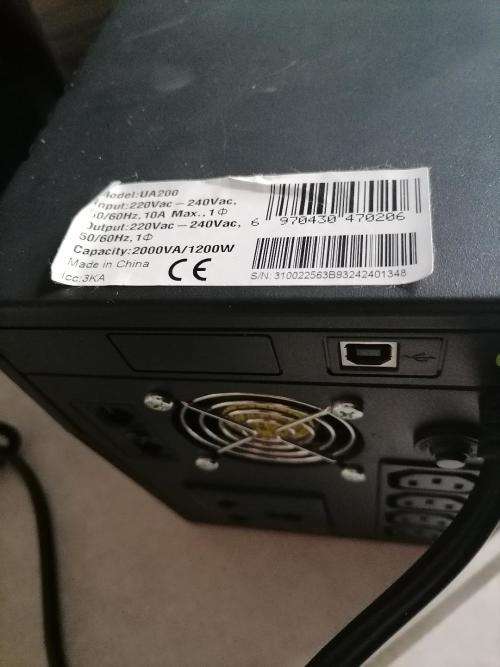 Model:UA200
Input:220Vac-240Vac,
50/60Hz, 10A Max., 1Φ
Output:220Vac-240Vac,
50/60Hz, 1Φ
Capacity:2000VA/1200W
Made in China
Icc:3KA
CE
6 970430 470206
S/N: 310022563B93242401348